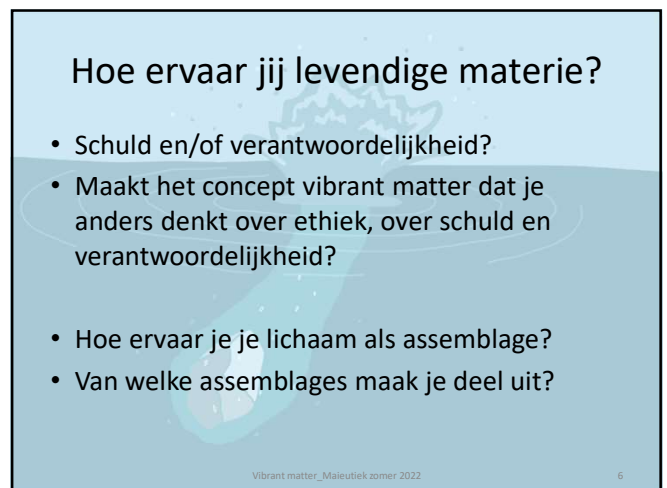 Hoe ervaar jij levendige materie?
• Schuld en/of verantwoordelijkheid?
• Maakt het concept vibrant matter dat je
anders denkt over ethiek, over schuld en
verantwoordelijkheid?
• Hoe ervaar je je lichaam als assemblage?
• Van welke assemblages maak je deel uit?
Vibrant matter_Maieutiek zomer 2022
6